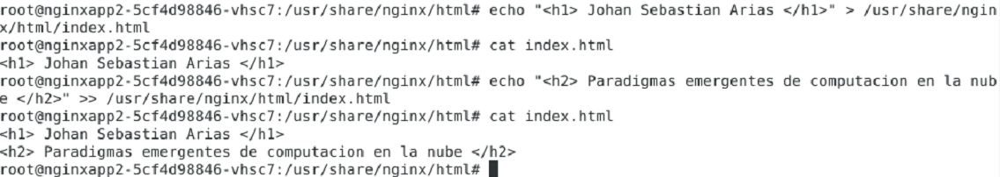 root@nginxapp2-5cf4d98846-vhsc7:/usr/share/nginx/html# echo "<h1> Johan Sebastian Arias </h1>" > /usr/share/ngin
x/html/index.html
root@nginxapp2-5cf4d98846-vhsc7:/usr/share/nginx/html# cat index.html
<h1> Johan Sebastian Arias </h1>
root@nginxapp2-5cf4d98846-vhsc7:/usr/share/nginx/html# echo "<h2> Paradigmas emergentes de computacion en la nub
e </h2>" >> /usr/share/nginx/html/index.html
root@nginxapp2-5cf4d98846-vhsc7:/usr/share/nginx/html# cat index.html
<h1> Johan Sebastian Arias </h1>
<h2> Paradigmas emergentes de computacion en la nube </h2>
root@nginxapp2-5cf4d98846-vhsc7:/usr/share/nginx/html#